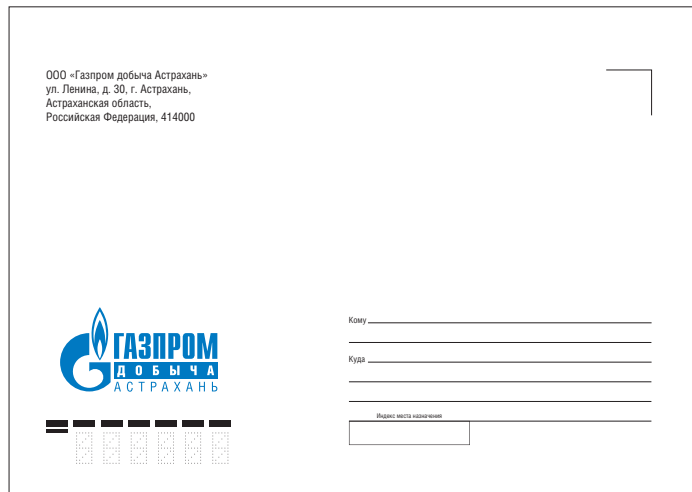 ООО «Газпром добыча Астрахань»
ул. Ленина, д. 30, г. Астрахань,
Астраханская область,
Российская Федерация, 414000
ГАЗПРОМ
ДОБЫЧА
АСТРАХАНЬ
Кому
Куда
Индекс места назначения